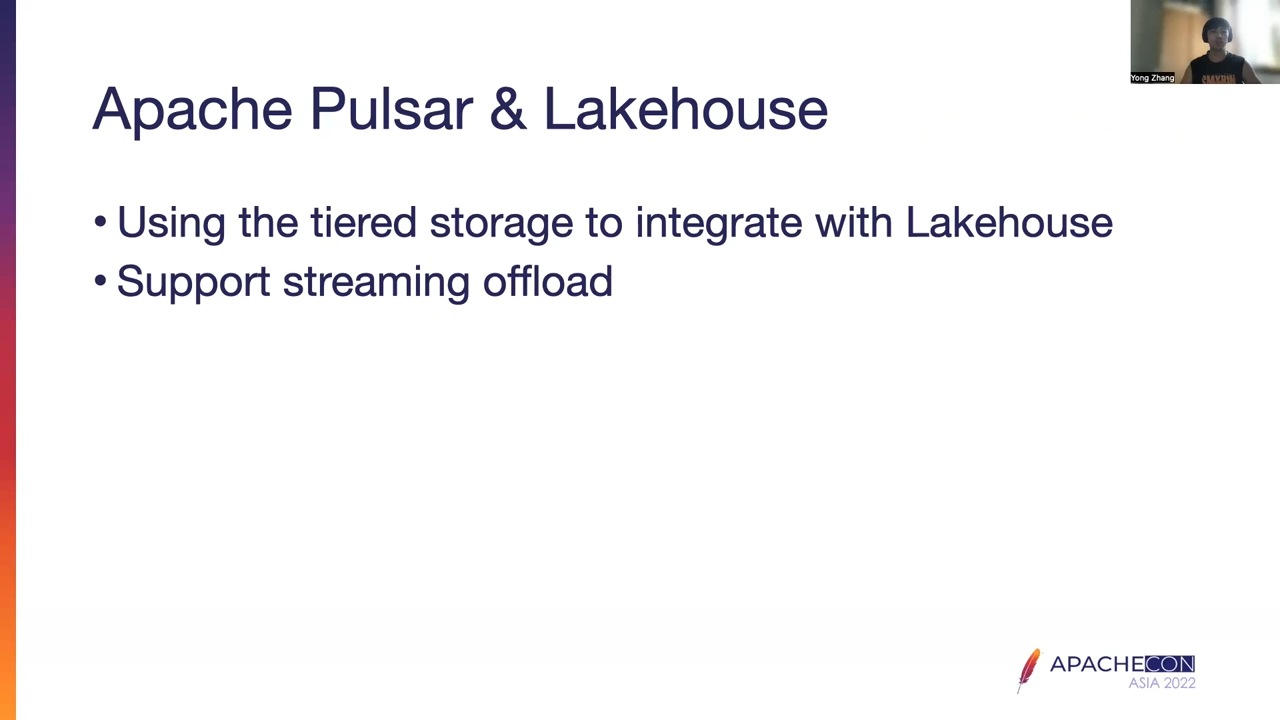 Yong Zhang
Apache Pulsar & Lakehouse
• Using the tiered storage to integrate with Lakehouse
• Support streaming offload
APACHECON
ASIA 2022